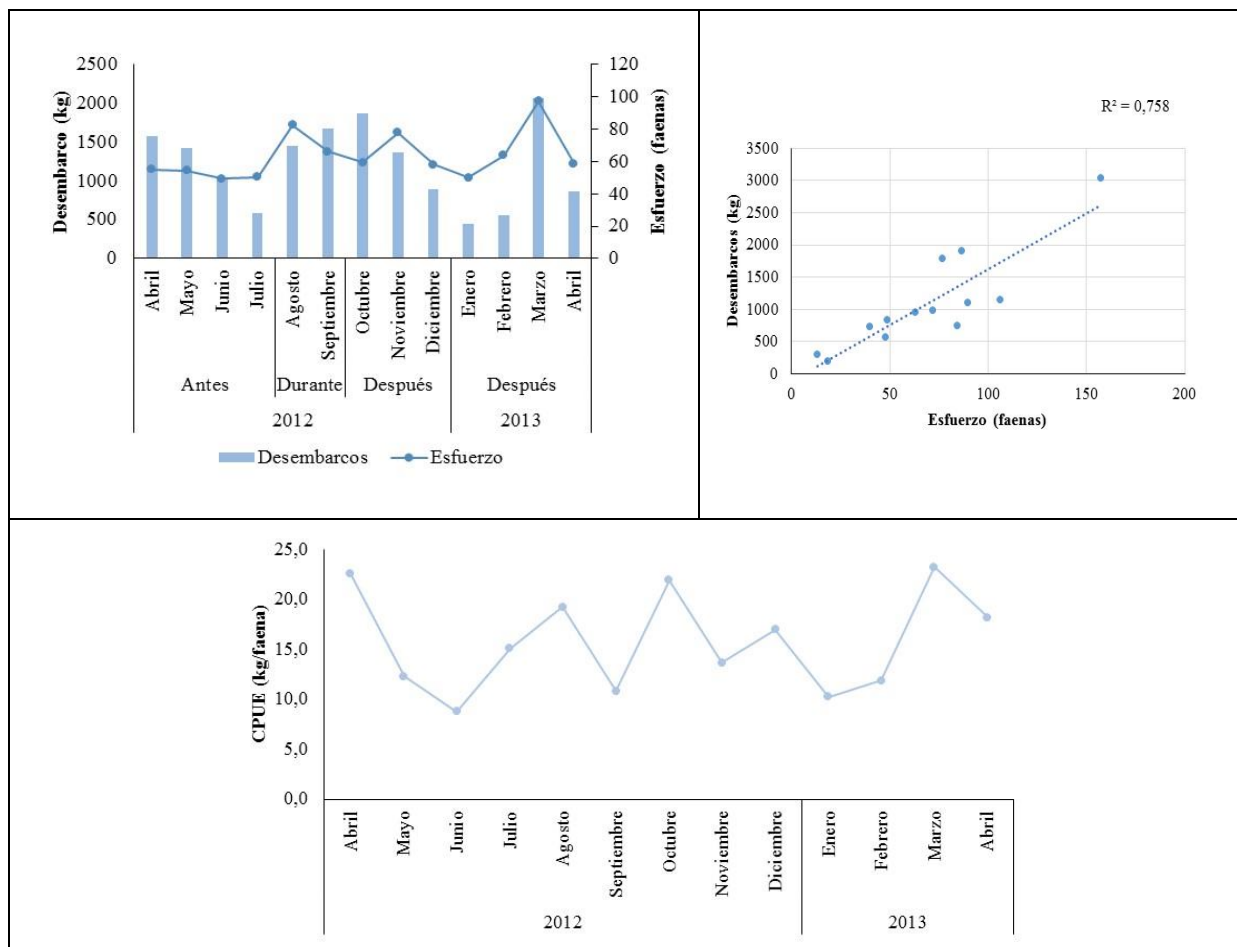 2500
2000
1500
1000
500
0
Desembarco (kg)
120
100
80
60
40
20
0
Esfuerzo (faenas)
Abril
Mayo
Junio
Julio
Agosto
Septiembre
Octubre
Noviembre
Diciembre
Enero
Febrero
Marzo
Abril
Antes Durante Después Después
2012 2013
Desembarcos Esfuerzo
R² = 0,758
3500
3000
2500
2000
1500
1000
500
0
Desembarcos (kg)
0 50 100 150 200
Esfuerzo (faenas)
25,0
20,0
15,0
10,0
5,0
0,0
CPUE (kg/faena)
Abril
Mayo
Junio
Julio
Agosto
Septiembre
Octubre
Noviembre
Diciembre
Enero
Febrero
Marzo
Abril
2012 2013